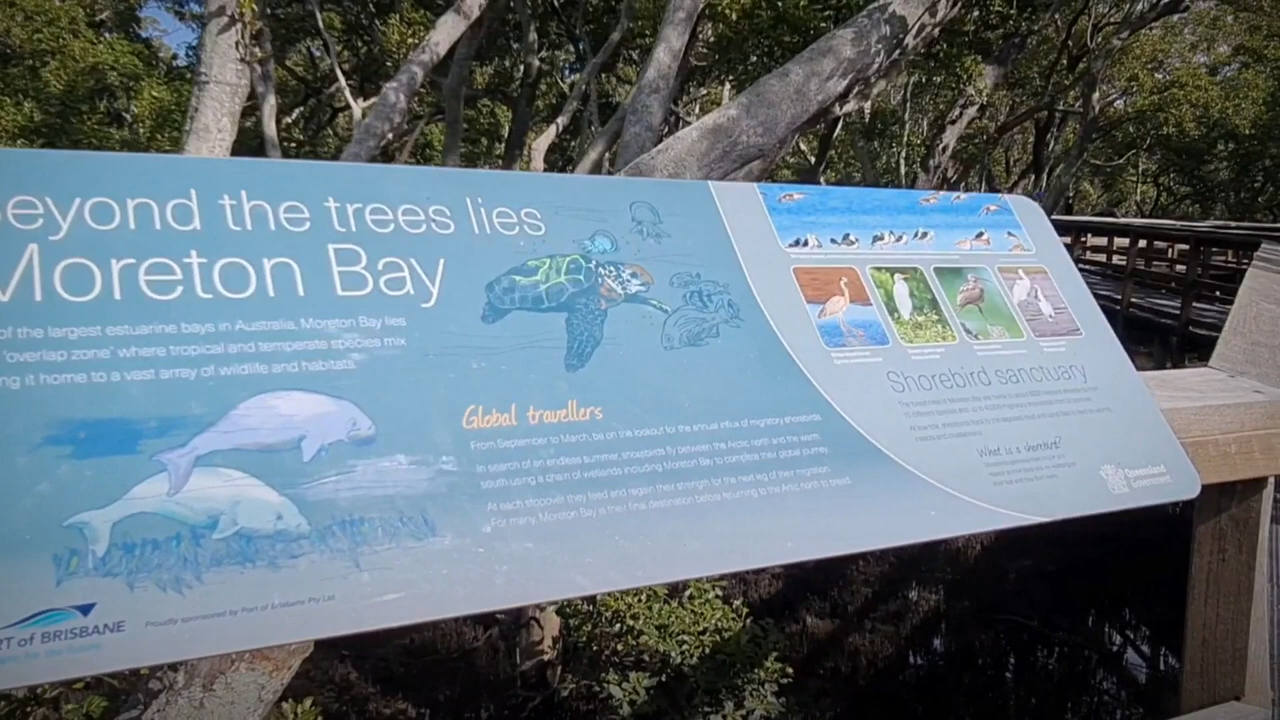 eyond the trees lies
Moreton Bay
of the largest estuarine bays in Australia, Moreton Bay lies
'overlap zone' where tropical and temperate species mix
ng it home to a vast array of wildlife and habitats.
Global travellers
From September to March, be on the lookout for the annual influx of migratory shorebirds.
In search of an endless summer, shorebirds fly between the Arctic north and the warm
south using a chain of wetlands including Moreton Bay to complete their global journey.
At each stopover they feed and regain their strength for the next leg of their migration.
For many, Moreton Bay is their final destination before returning to the Artic north to breed.
Shorebird sanctuary
What is a shorebird?
Queensland
Government
RT of BRISBANE
Proudly sponsored by Port of Brisbane Pty Ltd.